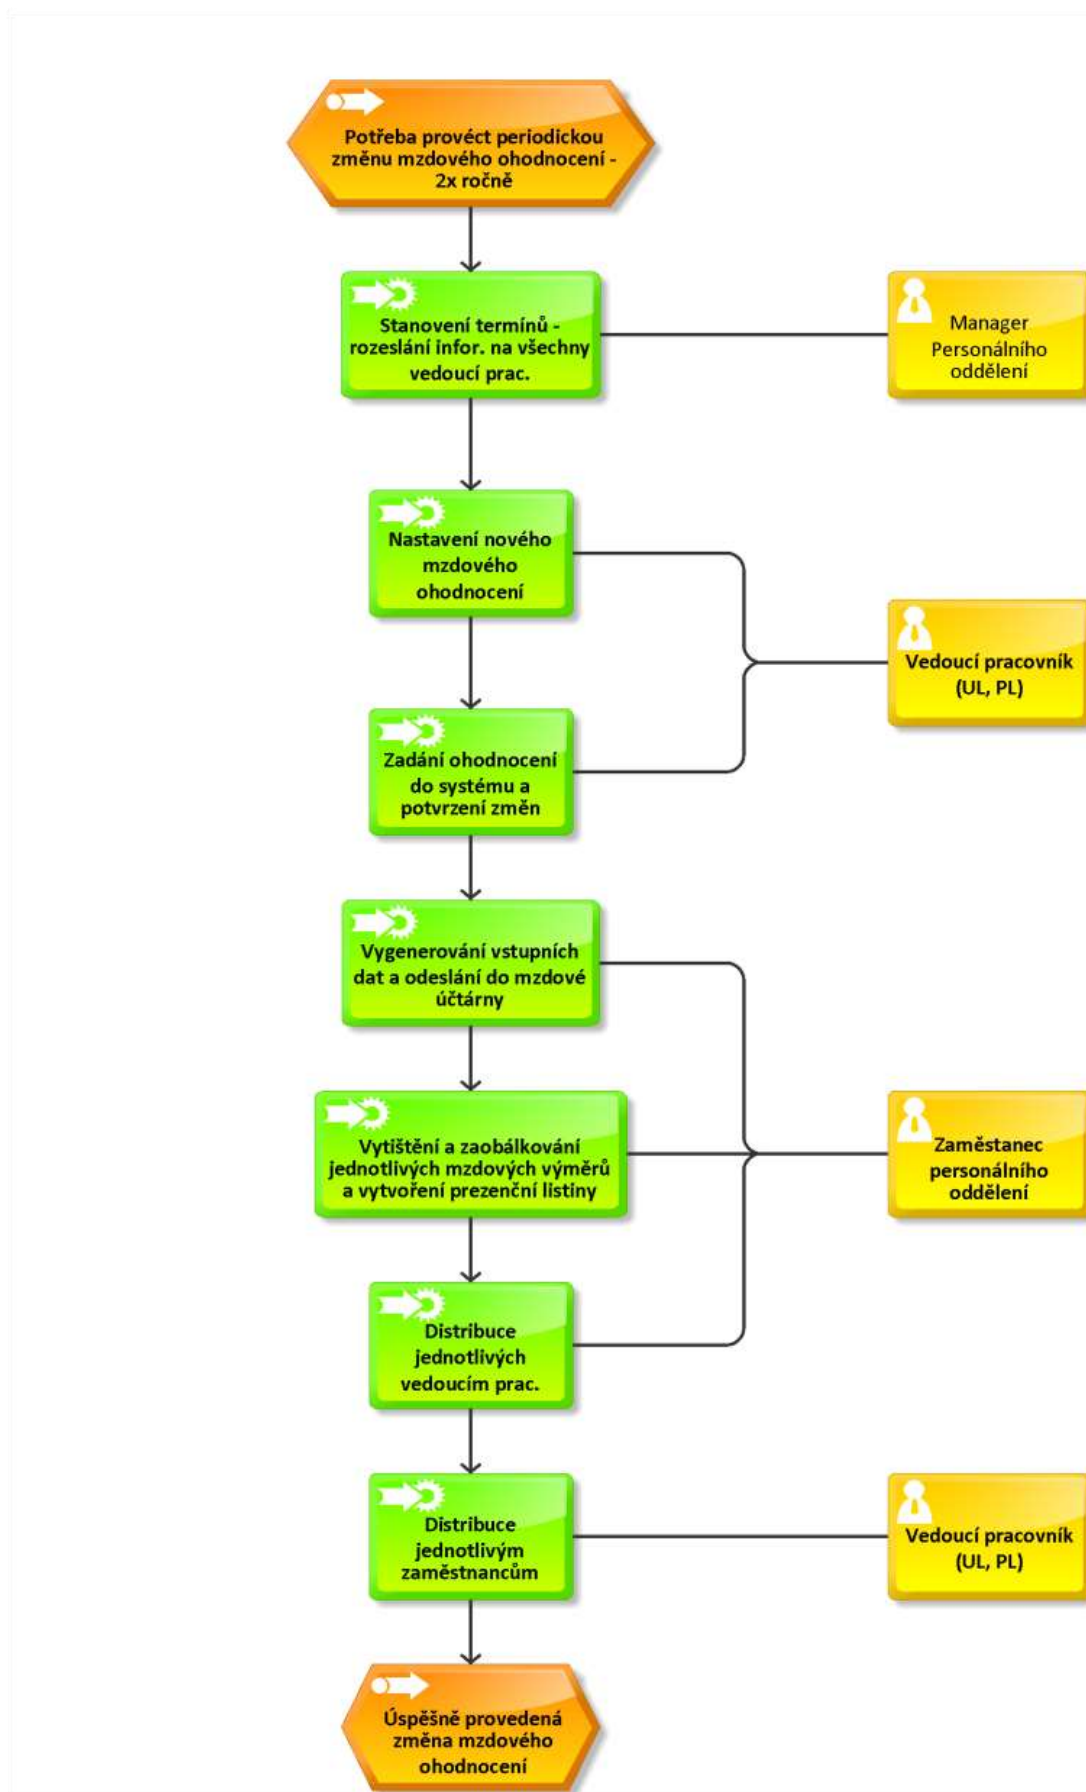 Potřeba provéct periodickou
změnu mzdového ohodnocení -
2x ročně
Stanovení termínů -
rozeslání infor. na všechny
vedoucí prac.
Manager
Personálního
oddělení
Nastavení nového
mzdového
ohodnocení
Vedoucí pracovník
(UL, PL)
Zadání ohodnocení
do systému a
potvrzení změn
Vygenerování vstupních
dat a odeslání do mzdové
účtárny
Vytištění a zaobálkování
jednotlivých mzdových výměrů
a vytvoření prezenční listiny
Zaměstanec
personálního
oddělení
Distribuce
jednotlivých
vedoucím prac.
Distribuce
jednotlivým
zaměstnancům
Vedoucí pracovník
(UL, PL)
Úspěšně provedená
změna mzdového
ohodnocení